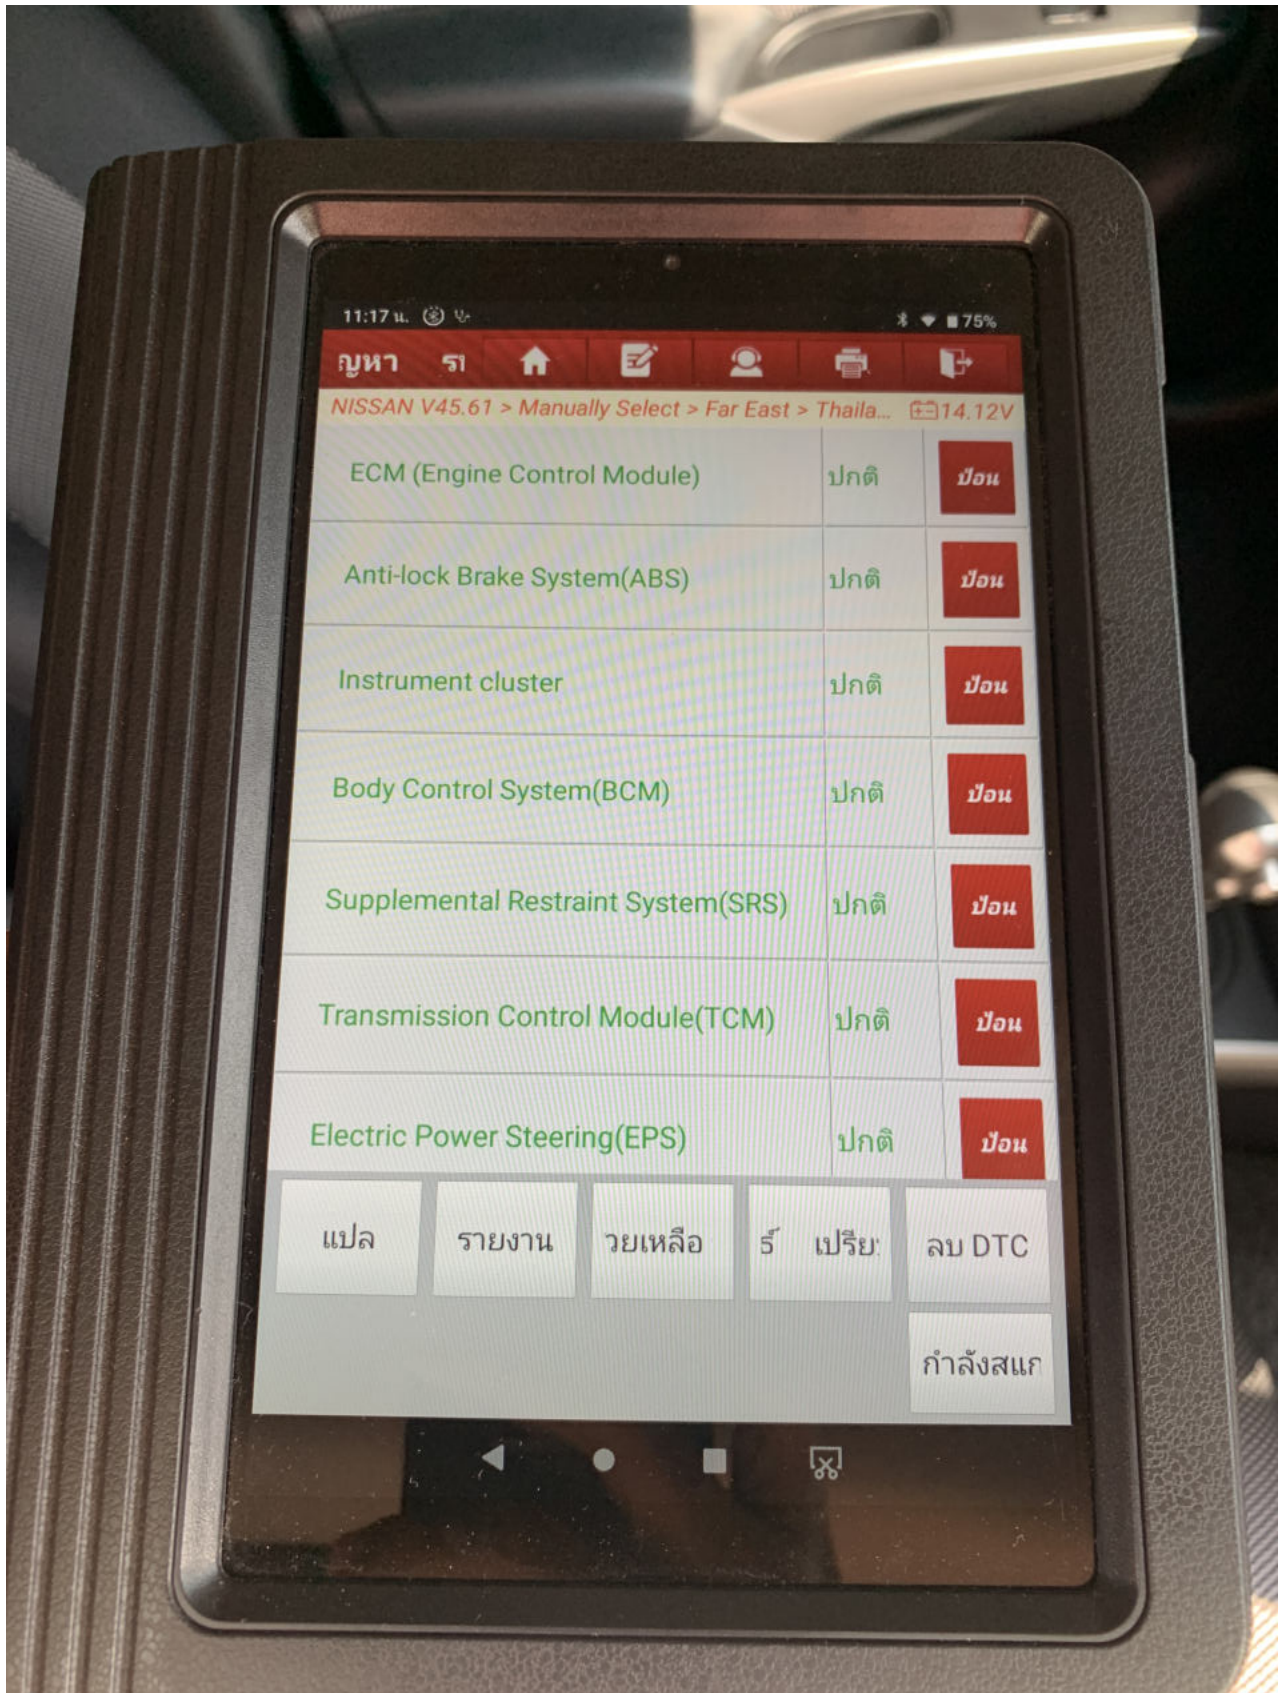 11:17 น. 75%
ญหา รา
NISSAN V45.61 > Manually Select > Far East > Thaila... 14.12V
ECM (Engine Control Module) ปกติ ป้อน
Anti-lock Brake System(ABS) ปกติ ป้อน
Instrument cluster ปกติ ป้อน
Body Control System(BCM) ปกติ ป้อน
Supplemental Restraint System(SRS) ปกติ ป้อน
Transmission Control Module(TCM) ปกติ ป้อน
Electric Power Steering(EPS) ปกติ ป้อน
แปล รายงาน วยเหลือ ร์ เปรีย ลบ DTC
กำลังสแก